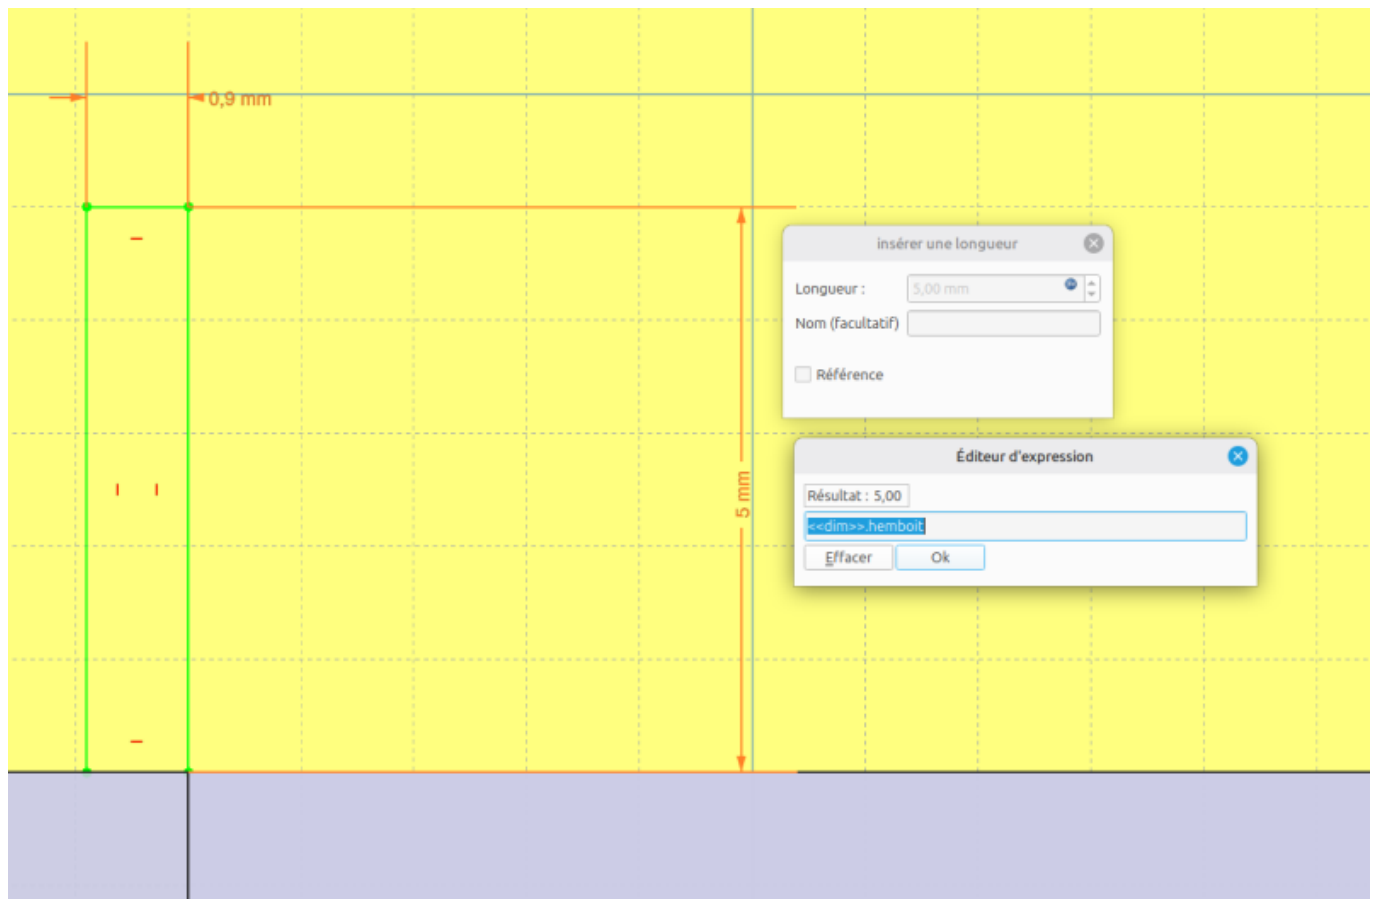 0,9 mm
insérer une longueur
Longueur : 5,00 mm
Nom (facultatif)
Référence
5 mm
Éditeur d'expression
Résultat : 5,00
<<dim>>.hemboit
Effacer Ok